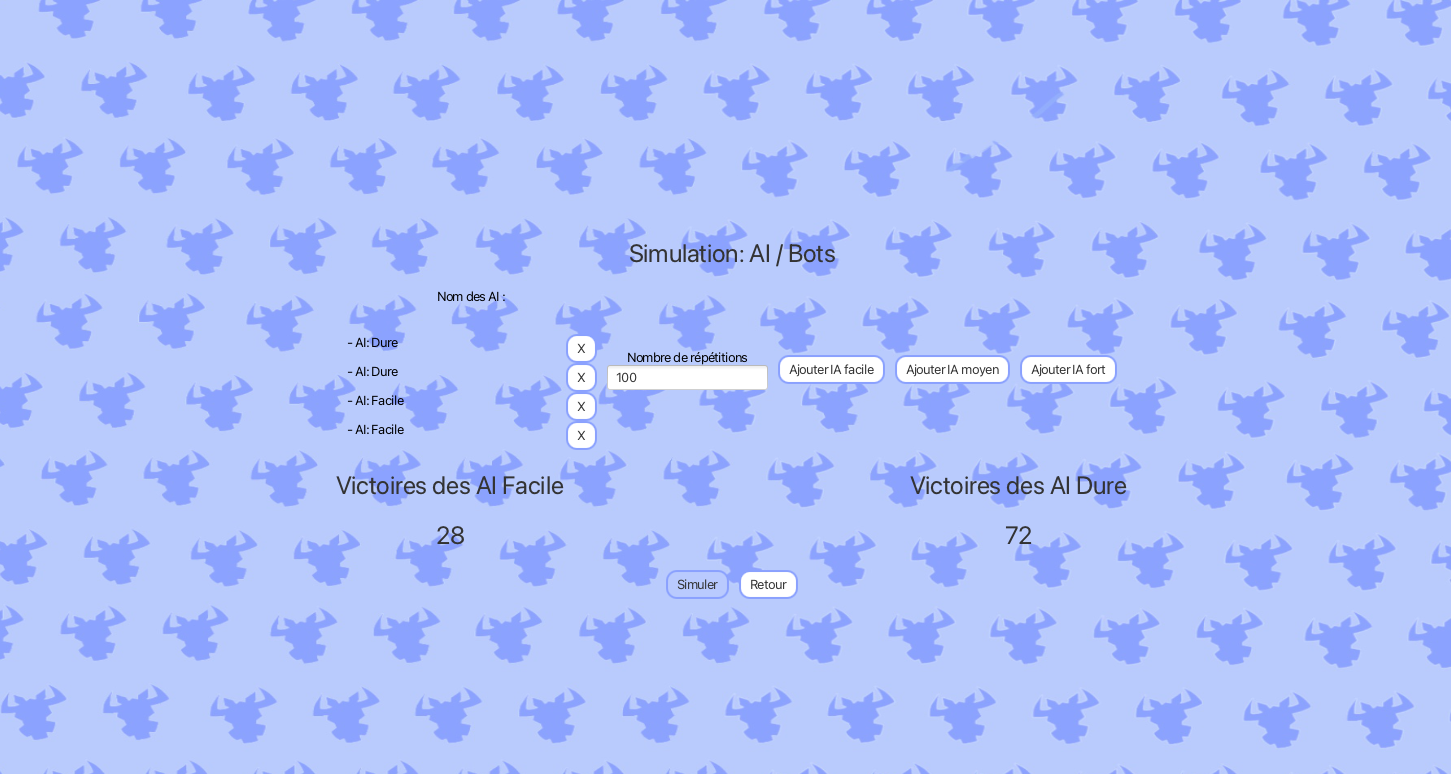 Simulation: AI / Bots
Nom des AI :
- AI: Dure X
- AI: Dure X
- AI: Facile X
- AI: Facile X
Nombre de répétitions
100
Ajouter IA facile Ajouter IA moyen Ajouter IA fort
Victoires des AI Facile Victoires des AI Dure
28 72
Simuler Retour